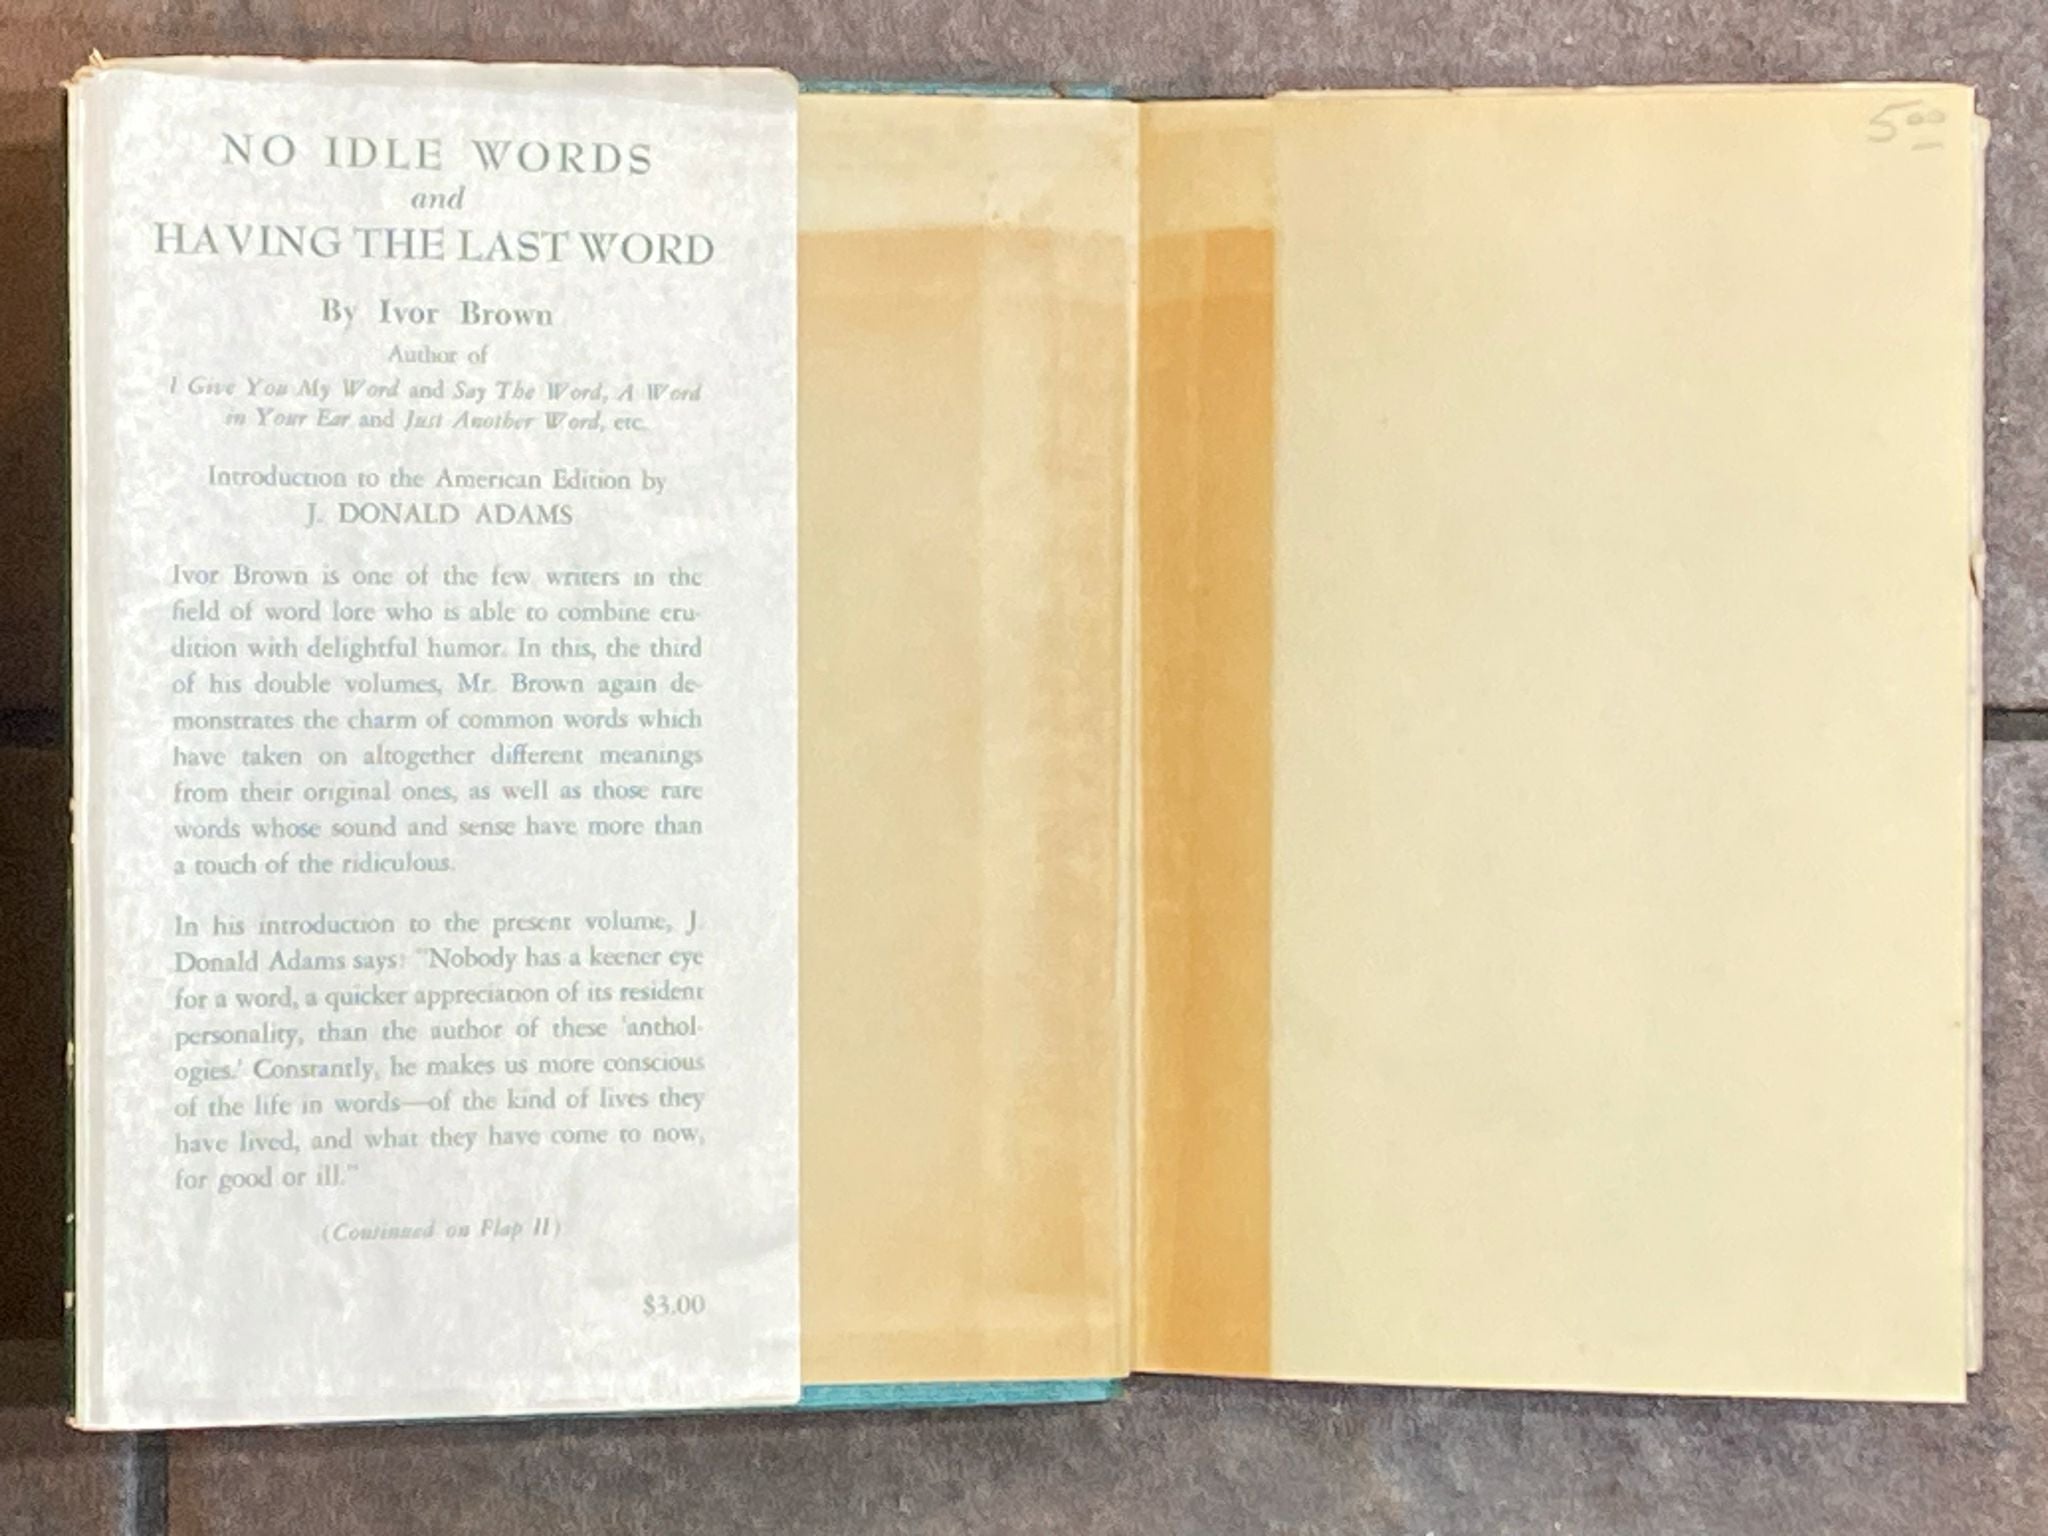 NO IDLE WORDS
and
HAVING THE LAST WORD
By Ivor Brown
Author of
I Give You My Word and Say The Word, A Word
in Your Ear and Just Another Word, etc.
Introduction to the American Edition by
J. DONALD ADAMS
Ivor Brown is one of the few writers in the
field of word lore who is able to combine eru-
dition with delightful humor. In this, the third
of his double volumes, Mr. Brown again de-
monstrates the charm of common words which
have taken on altogether different meanings
from their original ones, as well as those rare
words whose sound and sense have more than
a touch of the ridiculous.
In his introduction to the present volume, J.
Donald Adams says: "Nobody has a keener eye
for a word, a quicker appreciation of its resident
personality, than the author of these 'anthol-
ogies.' Constantly, he makes us more conscious
of the life in words—of the kind of lives they
have lived, and what they have come to now,
for good or ill."
(Continued on Flap II)
$3.00
5.00